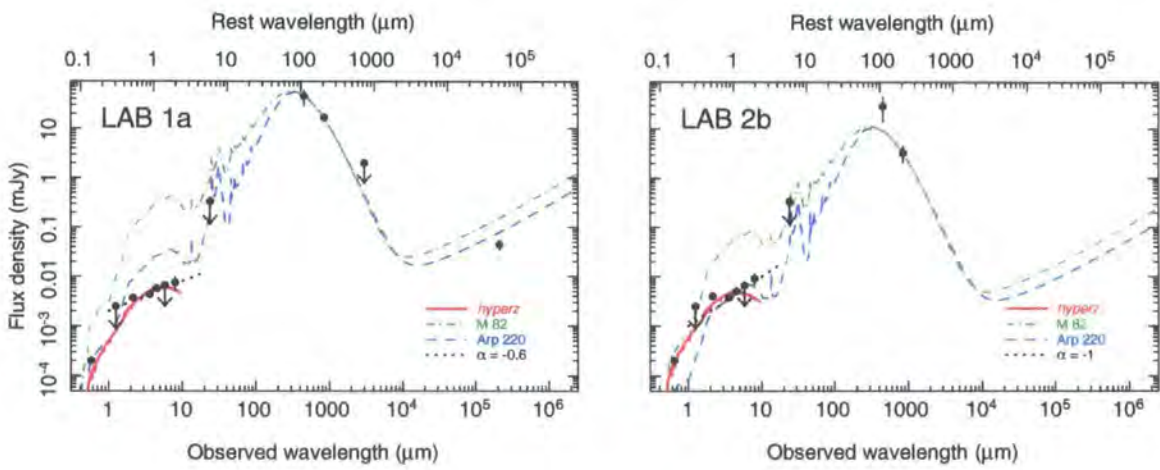 Rest wavelength (μm)
0.1 1 10 100 1000 10⁴ 10⁵
LAB 1a
Flux density (mJy)
10
1
0.1
0.01
10⁻³
10⁻⁴
hyperz
M 82
Arp 220
α = -0.6
1 10 100 1000 10⁴ 10⁵ 10⁶
Observed wavelength (μm)
Rest wavelength (μm)
0.1 1 10 100 1000 10⁴ 10⁵
LAB 2b
10
1
0.1
0.01
10⁻³
10⁻⁴
hyperz
M 82
Arp 220
α = -1
1 10 100 1000 10⁴ 10⁵ 10⁶
Observed wavelength (μm)